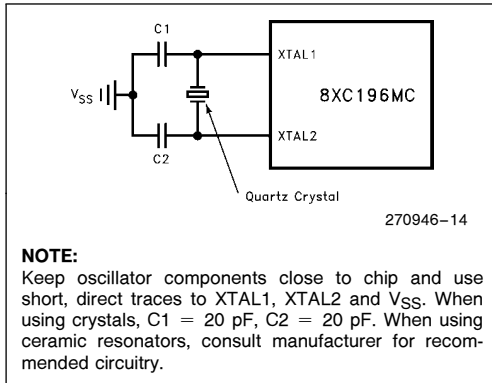 C1
XTAL1
8XC196MC
VSS
XTAL2
C2
Quartz Crystal
270946–14
NOTE:
Keep oscillator components close to chip and use
short, direct traces to XTAL1, XTAL2 and VSS. When
using crystals, C1 = 20 pF, C2 = 20 pF. When using
ceramic resonators, consult manufacturer for recom-
mended circuitry.